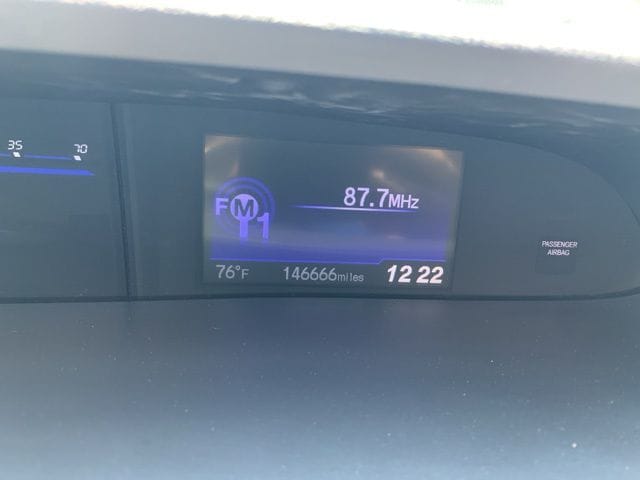 35 70
87.7MHz
FM1
76°F 146666miles 12 22
PASSENGER
AIRBAG